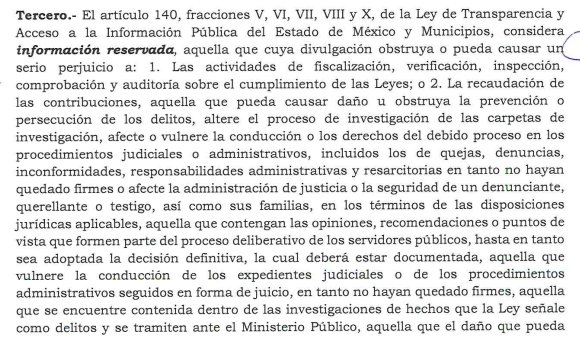 Tercero.- El artículo 140, fracciones V, VI, VII, VIII y X, de la Ley de Transparencia y
Acceso a la Información Pública del Estado de México y Municipios, considera
información reservada, aquella que cuya divulgación obstruya o pueda causar un
serio perjuicio a: 1. Las actividades de fiscalización, verificación, inspección,
comprobación y auditoría sobre el cumplimiento de las Leyes; o 2. La recaudación de
las contribuciones, aquella que pueda causar daño u obstruya la prevención o
persecución de los delitos, altere el proceso de investigación de las carpetas de
investigación, afecte o vulnere la conducción o los derechos del debido proceso en los
procedimientos judiciales o administrativos, incluidos los de quejas, denuncias,
inconformidades, responsabilidades administrativas y resarcitorias en tanto no hayan
quedado firmes o afecte la administración de justicia o la seguridad de un denunciante,
querellante o testigo, así como sus familias, en los términos de las disposiciones
jurídicas aplicables, aquella que contengan las opiniones, recomendaciones o puntos de
vista que formen parte del proceso deliberativo de los servidores públicos, hasta en tanto
sea adoptada la decisión definitiva, la cual deberá estar documentada, aquella que
vulnere la conducción de los expedientes judiciales o de los procedimientos
administrativos seguidos en forma de juicio, en tanto no hayan quedado firmes, aquella
que se encuentre contenida dentro de las investigaciones de hechos que la Ley señale
como delitos y se tramiten ante el Ministerio Público, aquella que el daño que pueda